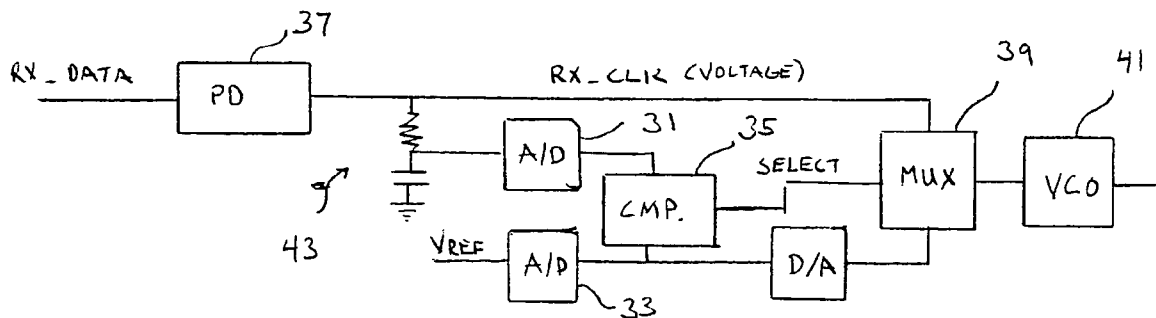 37
39
41
RX_DATA
PD
RX_CLK (VOLTAGE)
31
35
A/D
SELECT
MUX
VCO
CMP.
43
VREF
A/D
D/A
33